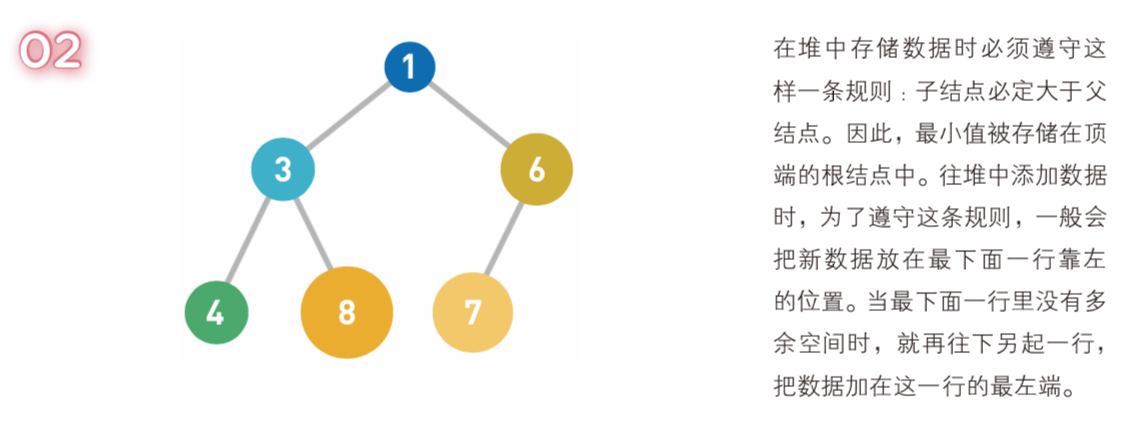 02
1
3
6
4
8
7
在堆中存储数据时必须遵守这
样一条规则：子结点必定大于父
结点。因此，最小值被存储在顶
端的根结点中。往堆中添加数据
时，为了遵守这条规则，一般会
把新数据放在最下面一行靠左
的位置。当最下面一行里没有多
余空间时，就再往下另起一行，
把数据加在这一行的最左端。